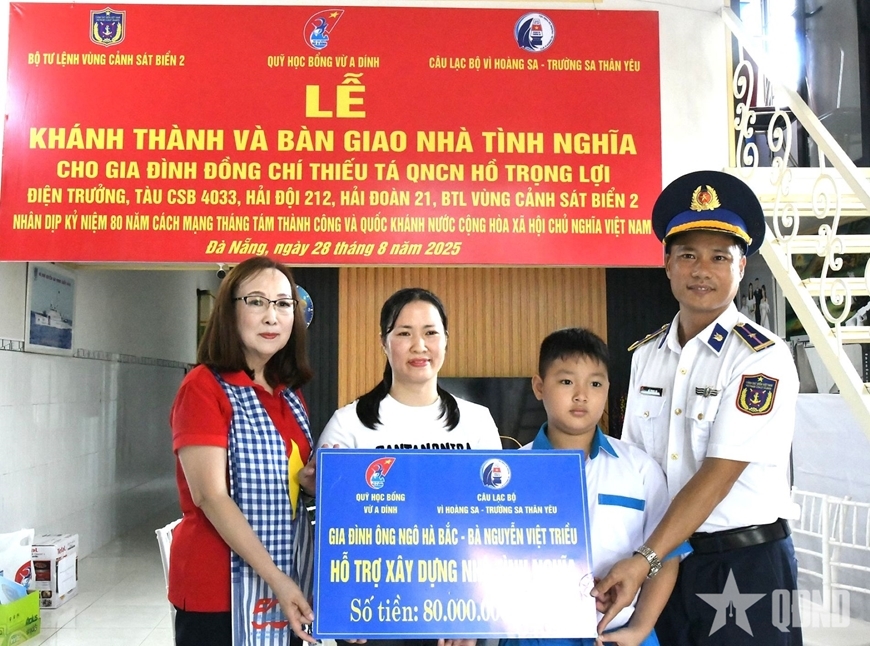 BỘ TƯ LỆNH VÙNG CẢNH SÁT BIỂN 2
QUỸ HỌC BỔNG VỪ A DÍNH
CÂU LẠC BỘ VÌ HOÀNG SA - TRƯỜNG SA THÂN YÊU
LỄ
KHÁNH THÀNH VÀ BÀN GIAO NHÀ TÌNH NGHĨA
CHO GIA ĐÌNH ĐỒNG CHÍ THIẾU TÁ QNCN HỒ TRỌNG LỢI
ĐIỆN TRƯỞNG, TÀU CSB 4033, HẢI ĐỘI 212, HẢI ĐOÀN 21, BTL VÙNG CẢNH SÁT BIỂN 2
NHÂN DỊP KỶ NIỆM 80 NĂM CÁCH MẠNG THÁNG TÁM THÀNH CÔNG VÀ QUỐC KHÁNH NƯỚC CỘNG HÒA XÃ HỘI CHỦ NGHĨA VIỆT NAM
Đà Nẵng, ngày 28 tháng 8 năm 2025
QUỸ HỌC BỔNG
VỪ A DÍNH
CÂU LẠC BỘ
VÌ HOÀNG SA - TRƯỜNG SA THÂN YÊU
GIA ĐÌNH ÔNG NGÔ HÀ BẮC - BÀ NGUYỄN VIỆT TRIỀU
HỖ TRỢ XÂY DỰNG NHÀ TÌNH NGHĨA
Số tiền: 80.000.00
QĐND